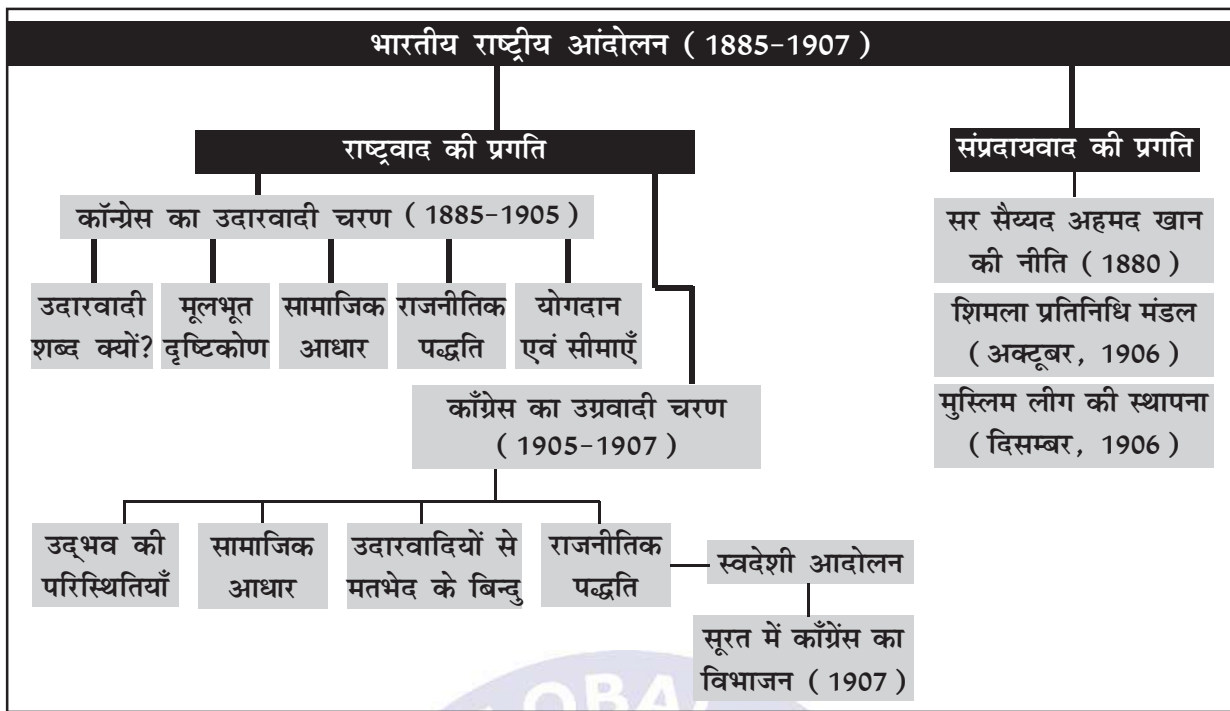 भारतीय राष्ट्रीय आंदोलन ( 1885-1907 )
राष्ट्रवाद की प्रगति
कॉन्ग्रेस का उदारवादी चरण ( 1885-1905 )
उदारवादी
शब्द क्यों?
मूलभूत
दृष्टिकोण
सामाजिक
आधार
राजनीतिक
पद्धति
योगदान
एवं सीमाएँ
काँग्रेस का उग्रवादी चरण
( 1905-1907 )
उद्‌भव की
परिस्थितियाँ
सामाजिक
आधार
उदारवादियों से
मतभेद के बिन्दु
राजनीतिक
पद्धति
स्वदेशी आदोलन
सूरत में काँग्रेंस का
विभाजन ( 1907 )
संप्रदायवाद की प्रगति
सर सैय्यद अहमद खान
की नीति ( 1880 )
शिमला प्रतिनिधि मंडल
( अक्टूबर, 1906 )
मुस्लिम लीग की स्थापना
( दिसम्बर, 1906 )